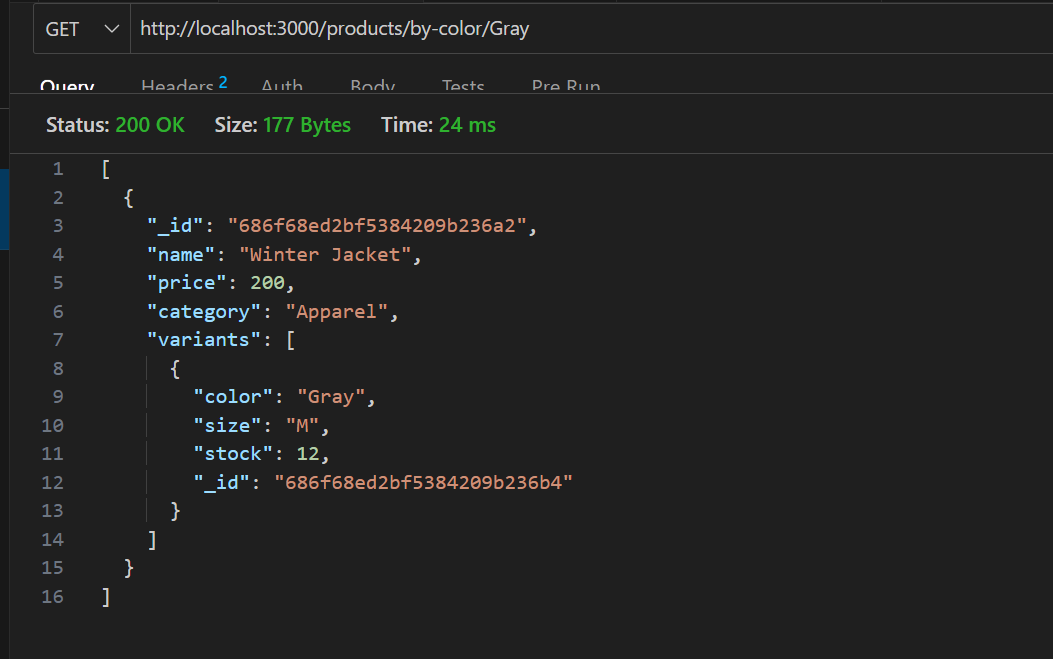 GET http://localhost:3000/products/by-color/Gray
Query Headers 2 Auth Body Tests Pre Run
Status: 200 OK Size: 177 Bytes Time: 24 ms
1 [
2 {
3 "_id": "686f68ed2bf5384209b236a2",
4 "name": "Winter Jacket",
5 "price": 200,
6 "category": "Apparel",
7 "variants": [
8 {
9 "color": "Gray",
10 "size": "M",
11 "stock": 12,
12 "_id": "686f68ed2bf5384209b236b4"
13 }
14 ]
15 }
16 ]